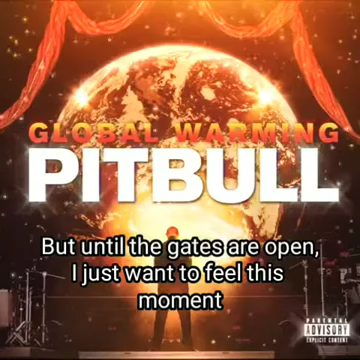 GLOBAL WARMING
PITBULL
But until the gates are open,
I just want to feel this
moment
PARENTAL
ADVISORY
EXPLICIT CONTENT